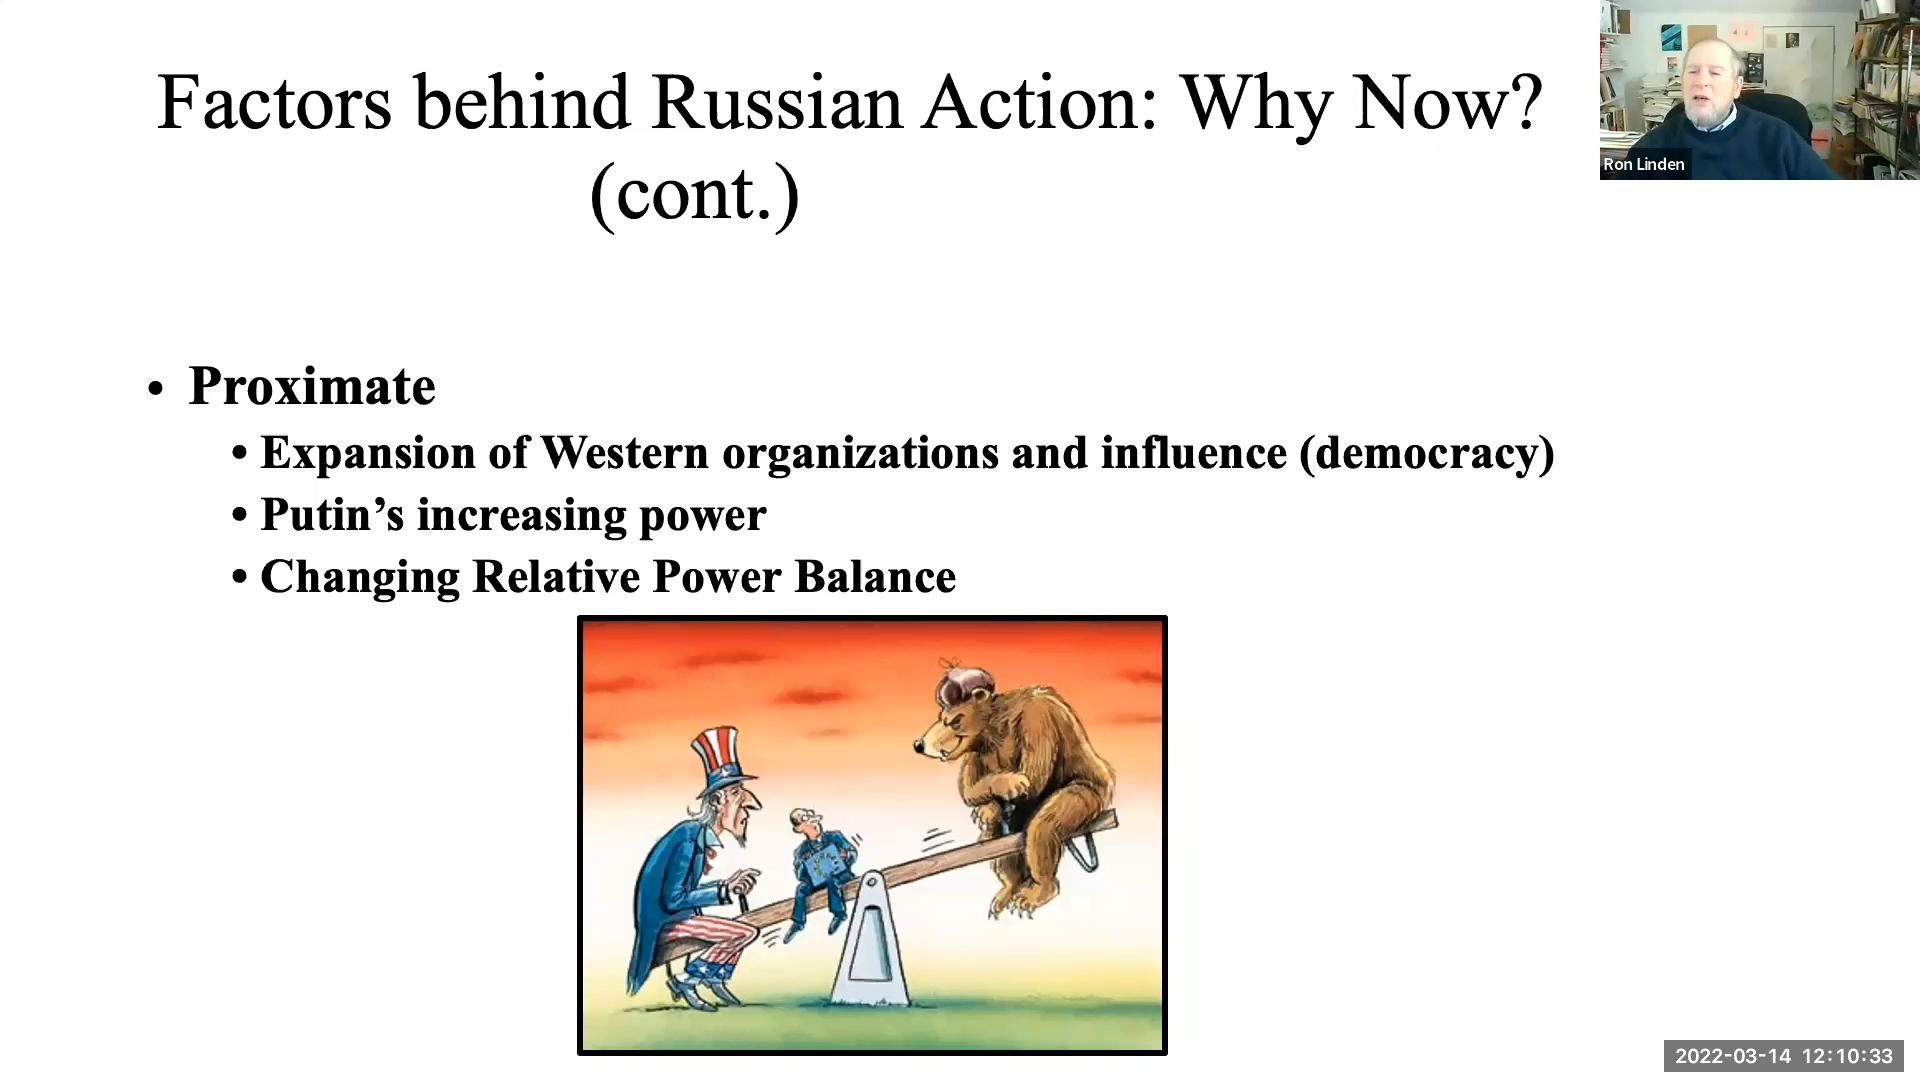 Factors behind Russian Action: Why Now?
(cont.)
Ron Linden
• Proximate
• Expansion of Western organizations and influence (democracy)
• Putin’s increasing power
• Changing Relative Power Balance
2022-03-14 12:10:33